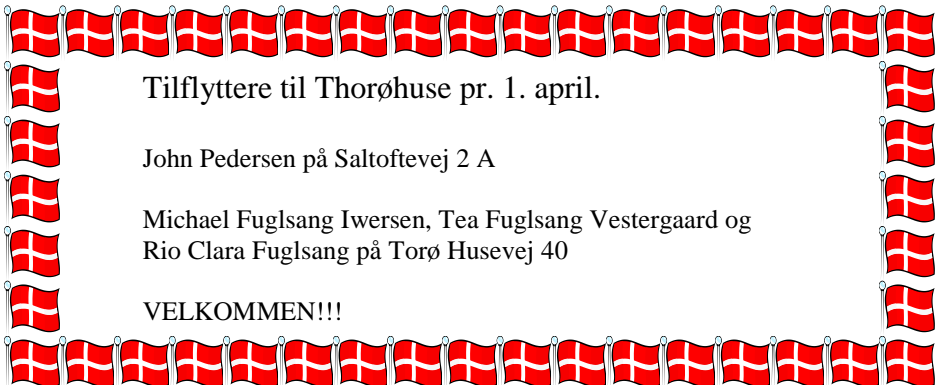 Tilflyttere til Thorøhuse pr. 1. april.
John Pedersen på Saltoftevej 2 A
Michael Fuglsang Iwersen, Tea Fuglsang Vestergaard og
Rio Clara Fuglsang på Torø Husevej 40
VELKOMMEN!!!